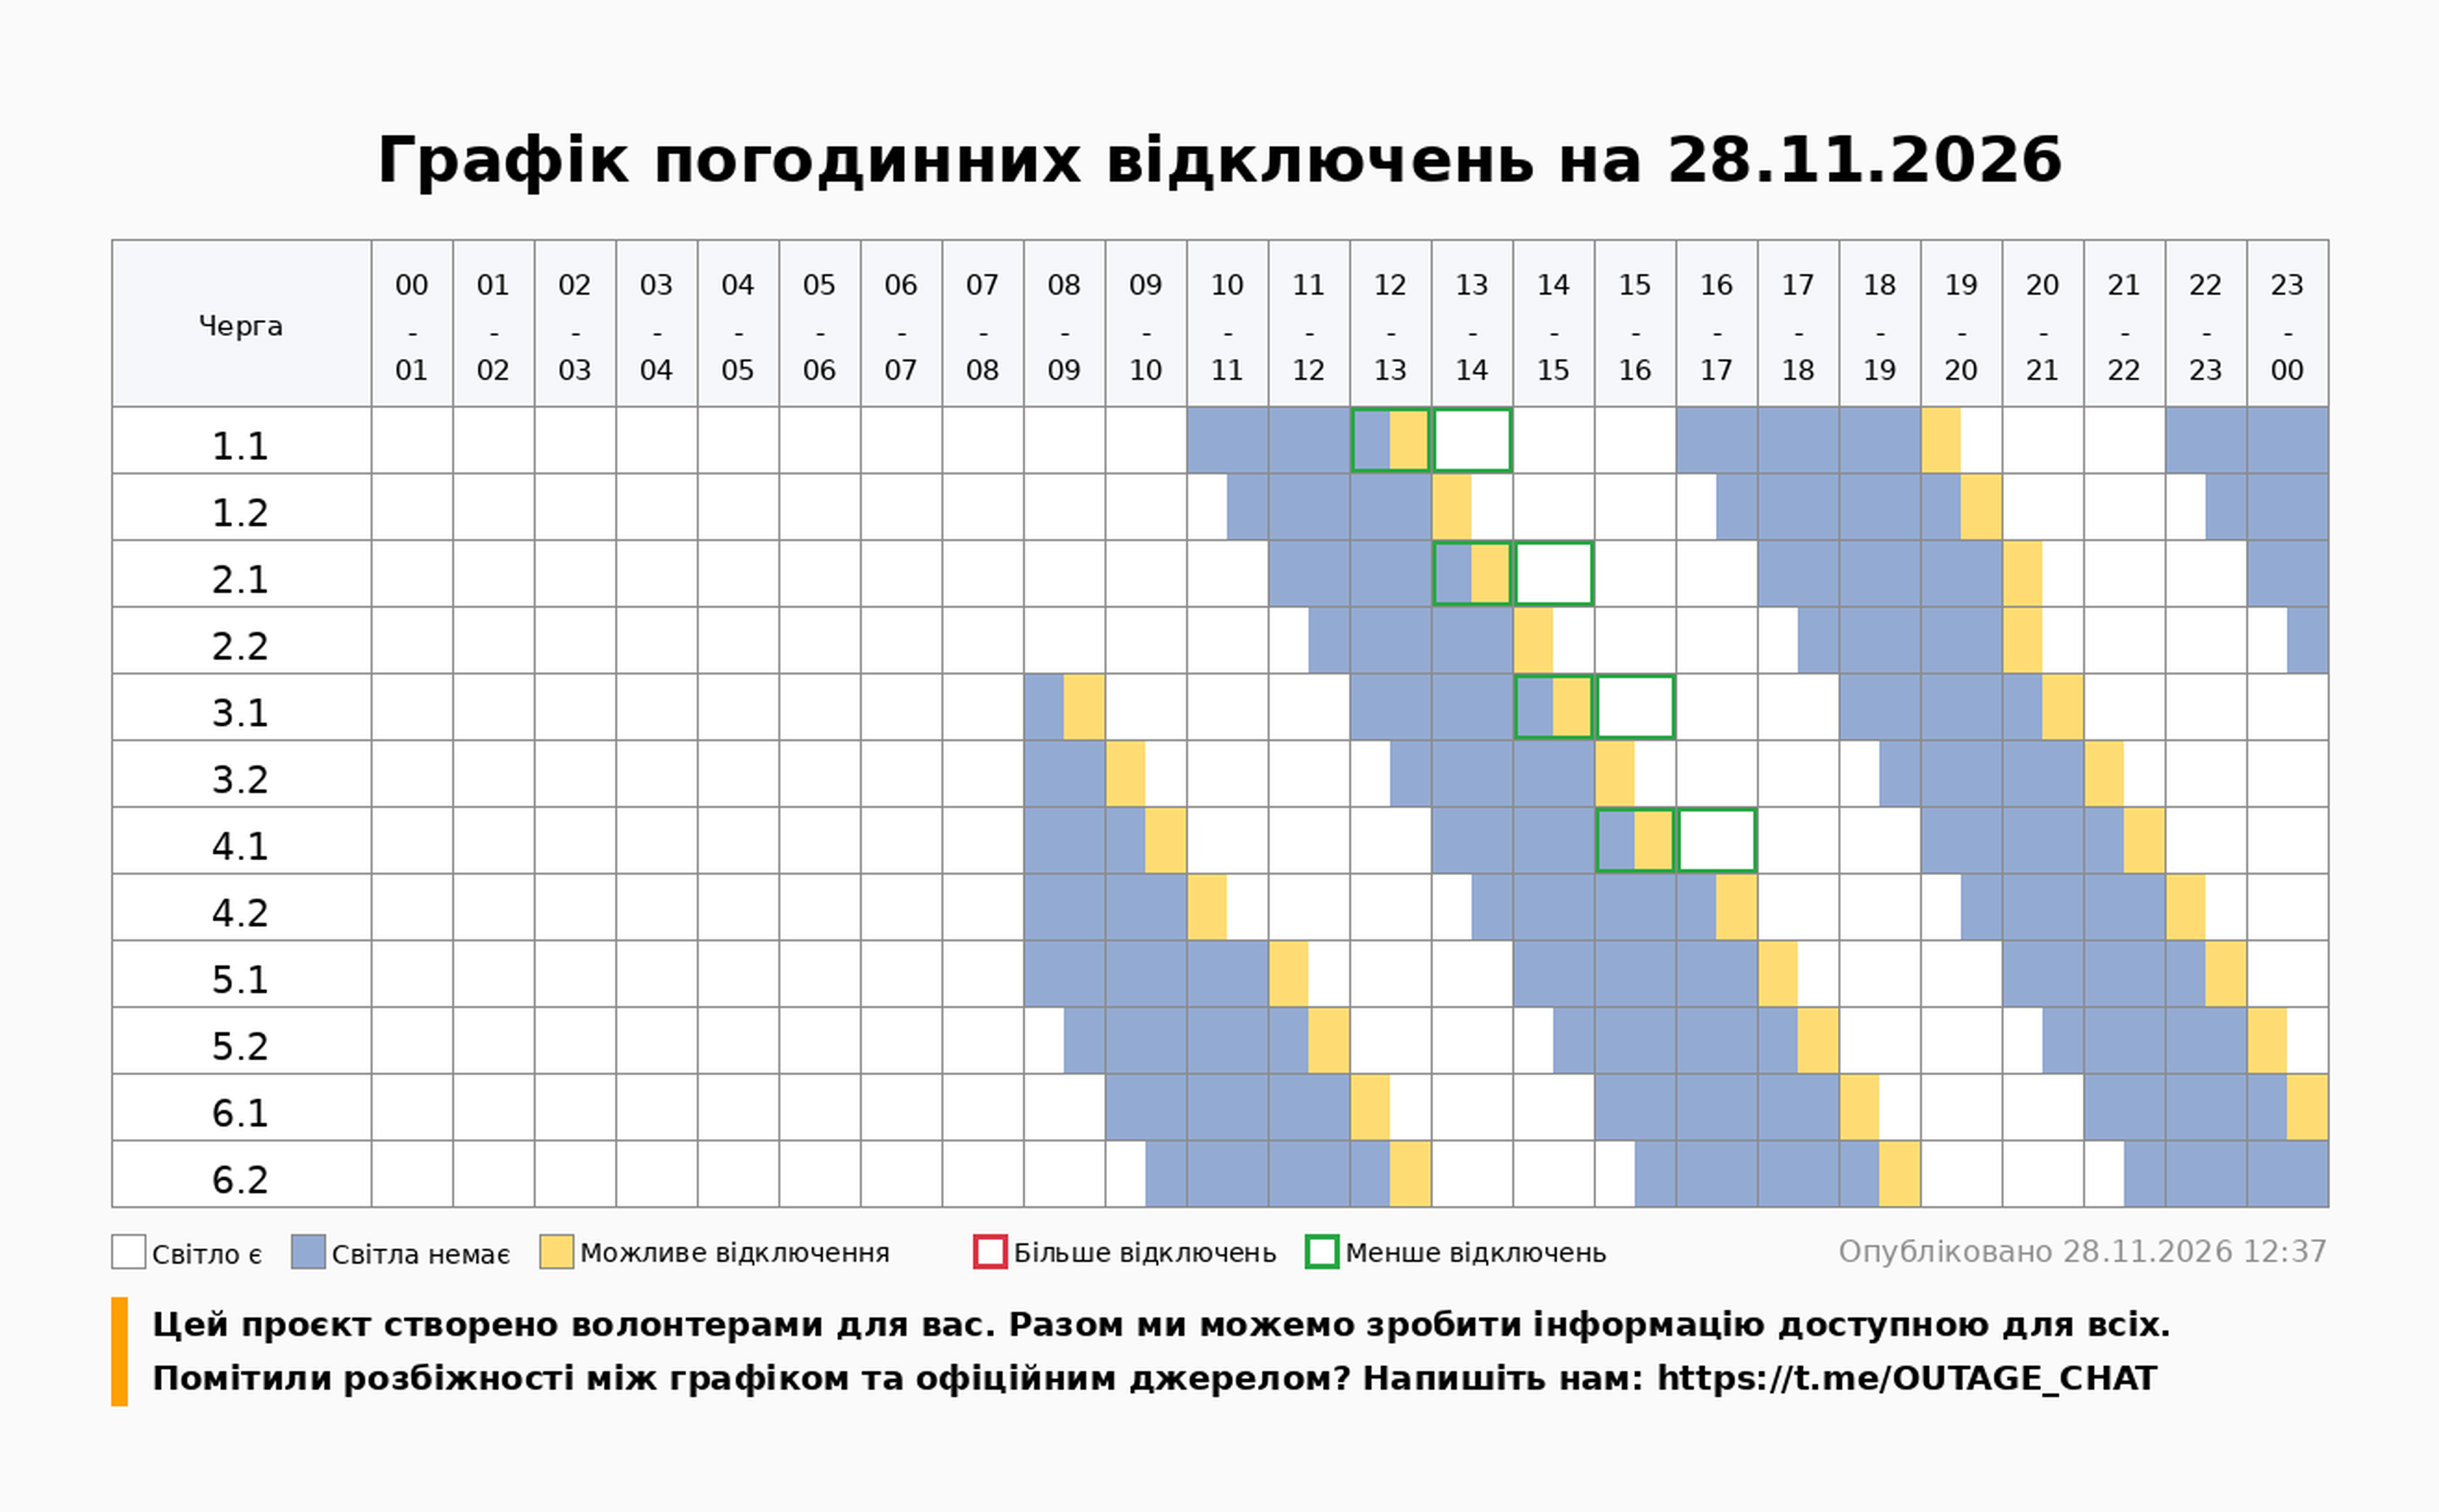 Графік погодинних відключень на 28.11.2026
Черга
00 - 01
01 - 02
02 - 03
03 - 04
04 - 05
05 - 06
06 - 07
07 - 08
08 - 09
09 - 10
10 - 11
11 - 12
12 - 13
13 - 14
14 - 15
15 - 16
16 - 17
17 - 18
18 - 19
19 - 20
20 - 21
21 - 22
22 - 23
23 - 00
1.1
1.2
2.1
2.2
3.1
3.2
4.1
4.2
5.1
5.2
6.1
6.2
Світло є
Світла немає
Можливе відключення
Більше відключень
Менше відключень
Опубліковано 28.11.2026 12:37
Цей проєкт створено волонтерами для вас. Разом ми можемо зробити інформацію доступною для всіх.
Помітили розбіжності між графіком та офіційним джерелом? Напишіть нам: https://t.me/OUTAGE_CHAT